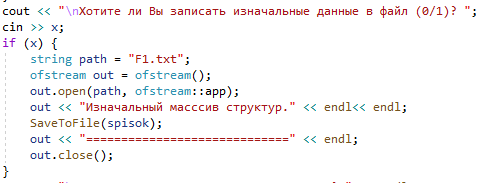 cout << "\nХотите ли Вы записать изначальные данные в файл (0/1)? ";
cin >> x;
if (x) {
    string path = "F1.txt";
    ofstream out = ofstream();
    out.open(path, ofstream::app);
    out << "Изначальный масссив структур." << endl<< endl;
    SaveToFile(spisok);
    out << "=============================" << endl;
    out.close();
}